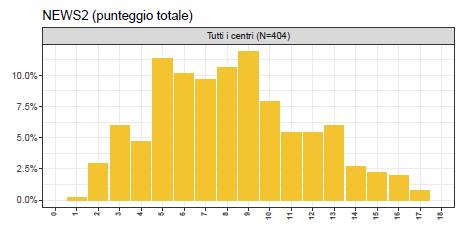 NEWS2 (punteggio totale)
Tutti i centri (N=404)
10.0%
7.5%
5.0%
2.5%
0.0%
0 1 2 3 4 5 6 7 8 9 10 11 12 13 14 15 16 17 18